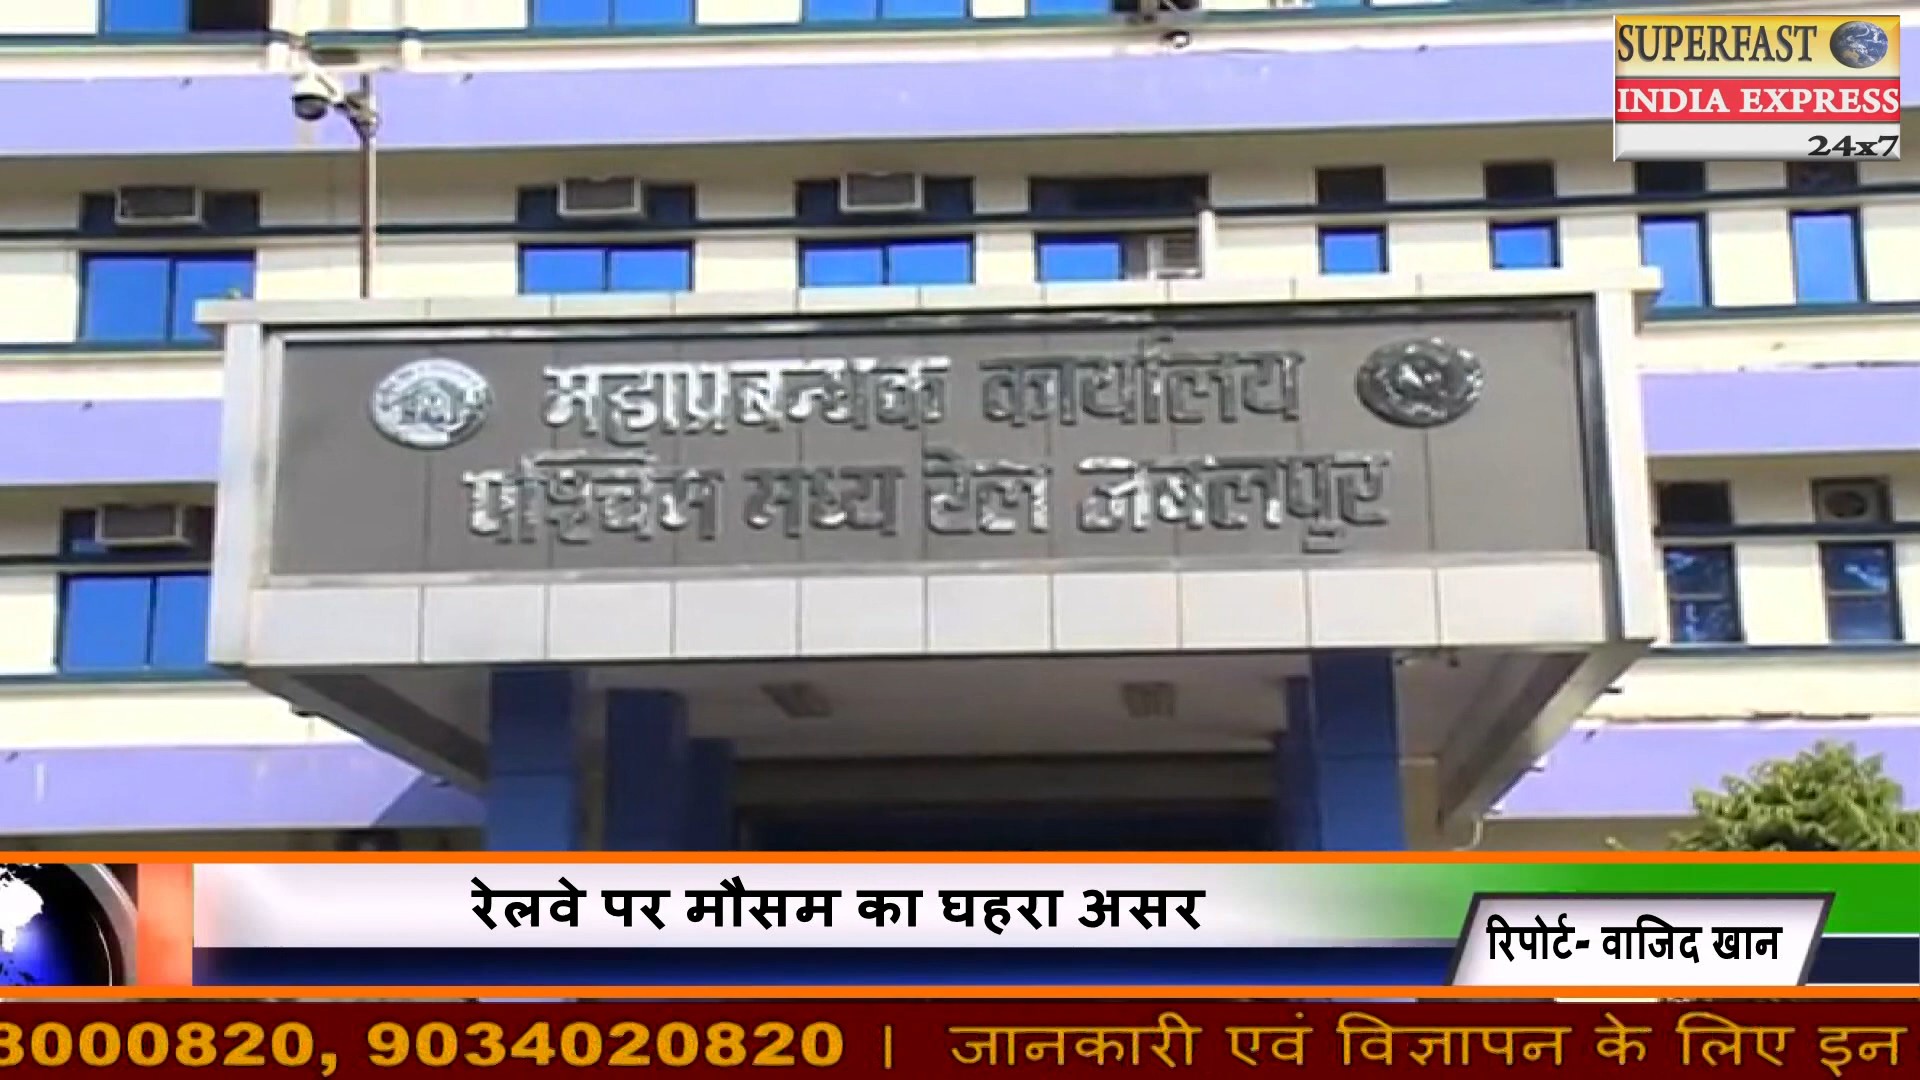 SUPERFAST
INDIA EXPRESS
24x7
महाप्रबन्धक कार्यालय
पश्चिम मध्य रेल जबलपुर
रेलवे पर मौसम का घहरा असर
रिपोर्ट- वाजिद खान
3000820, 9034020820 | जानकारी एवं विज्ञापन के लिए इन